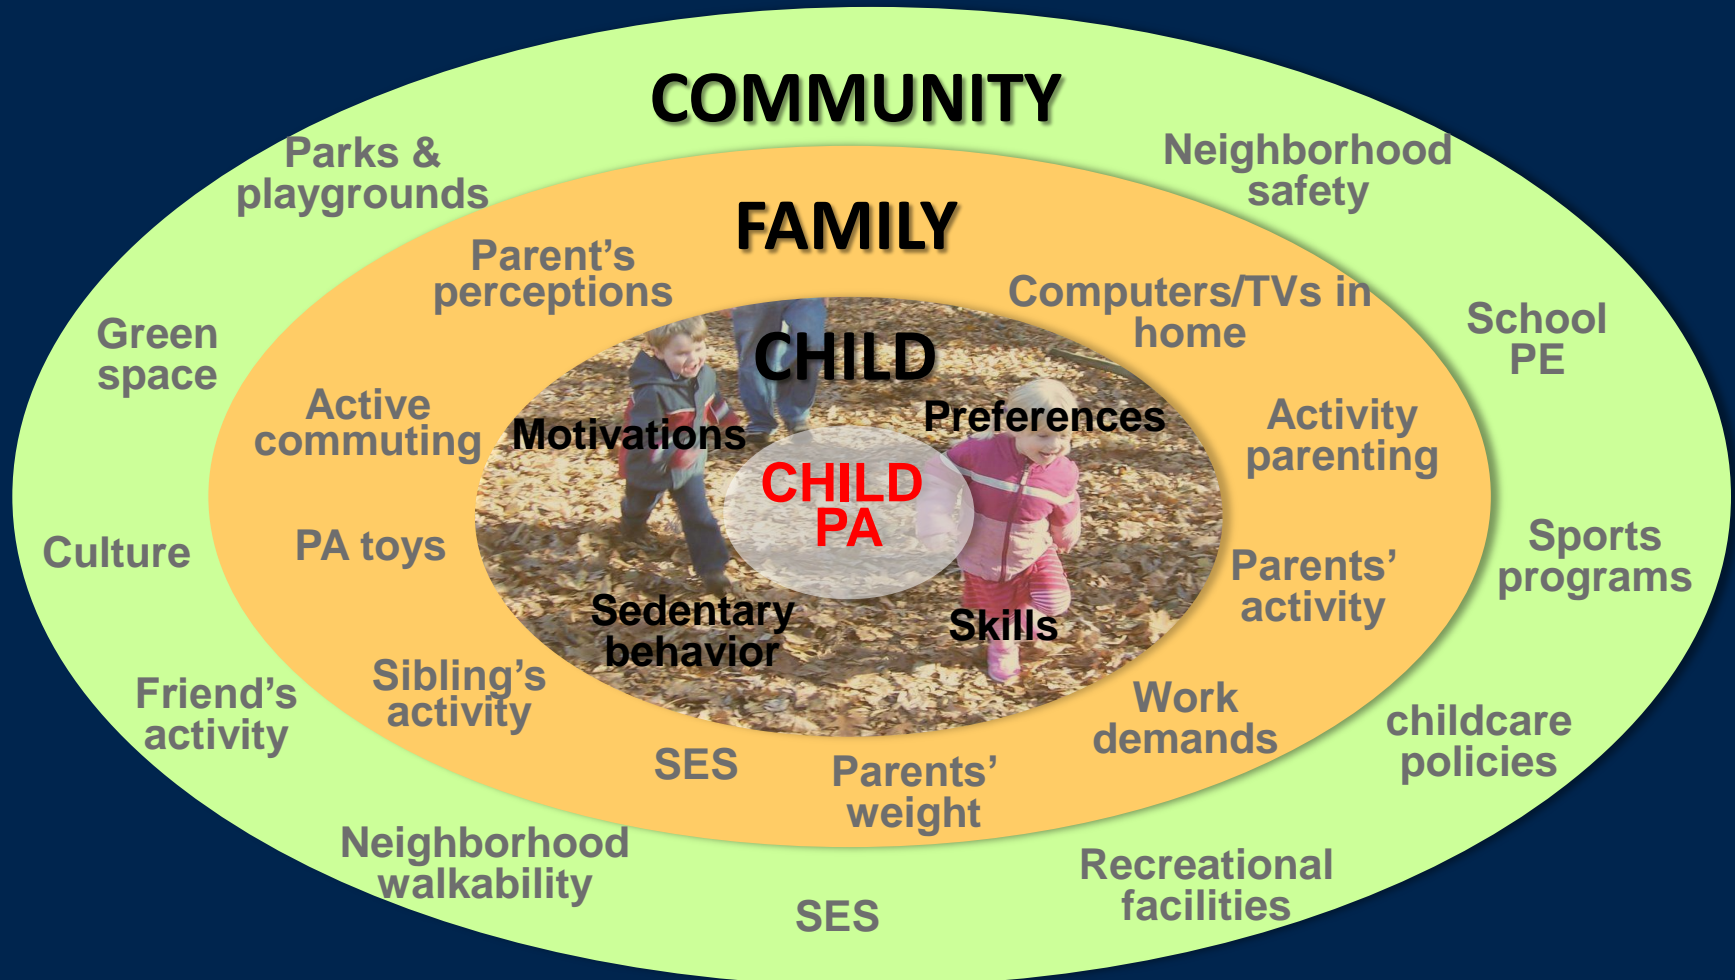 COMMUNITY
Parks &
playgrounds
Neighborhood
safety
FAMILY
Parent’s
perceptions
Computers/TVs in
home
Green
space
School
PE
CHILD
Active
commuting
Motivations
Preferences
Activity
parenting
CHILD
PA
Culture
PA toys
Parents’
activity
Sports
programs
Sedentary
behavior
Skills
Friend’s
activity
Sibling’s
activity
Work
demands
childcare
policies
SES
Parents’
weight
Neighborhood
walkability
SES
Recreational
facilities